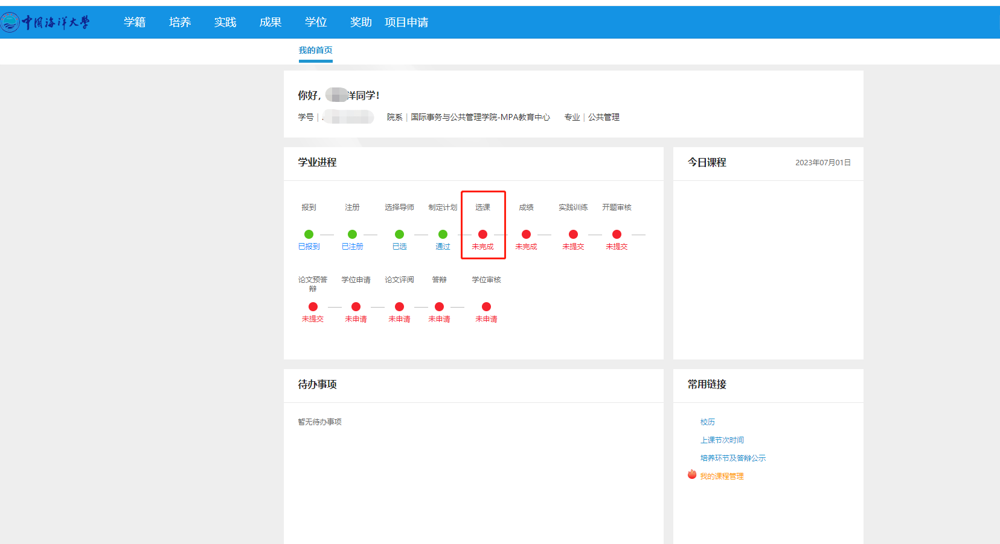 中国海洋大学 学籍 培养 实践 成果 学位 奖助 项目申请
我的首页
你好, 洋同学!
学号 | 院系 | 国际事务与公共管理学院-MPA教育中心 专业 | 公共管理
学业进程
报到 注册 选择导师 制定计划 选课 成绩 实践训练 开题审核
已报到 已注册 已选 通过 未完成 未完成 未提交 未提交
论文预答 学位申请 论文评阅 答辩 学位审核
辩
未提交 未申请 未申请 未申请 未申请
今日课程 2023年07月01日
待办事项
暂无待办事项
常用链接
校历
上课节次时间
培养环节及答辩公示
我的课程管理